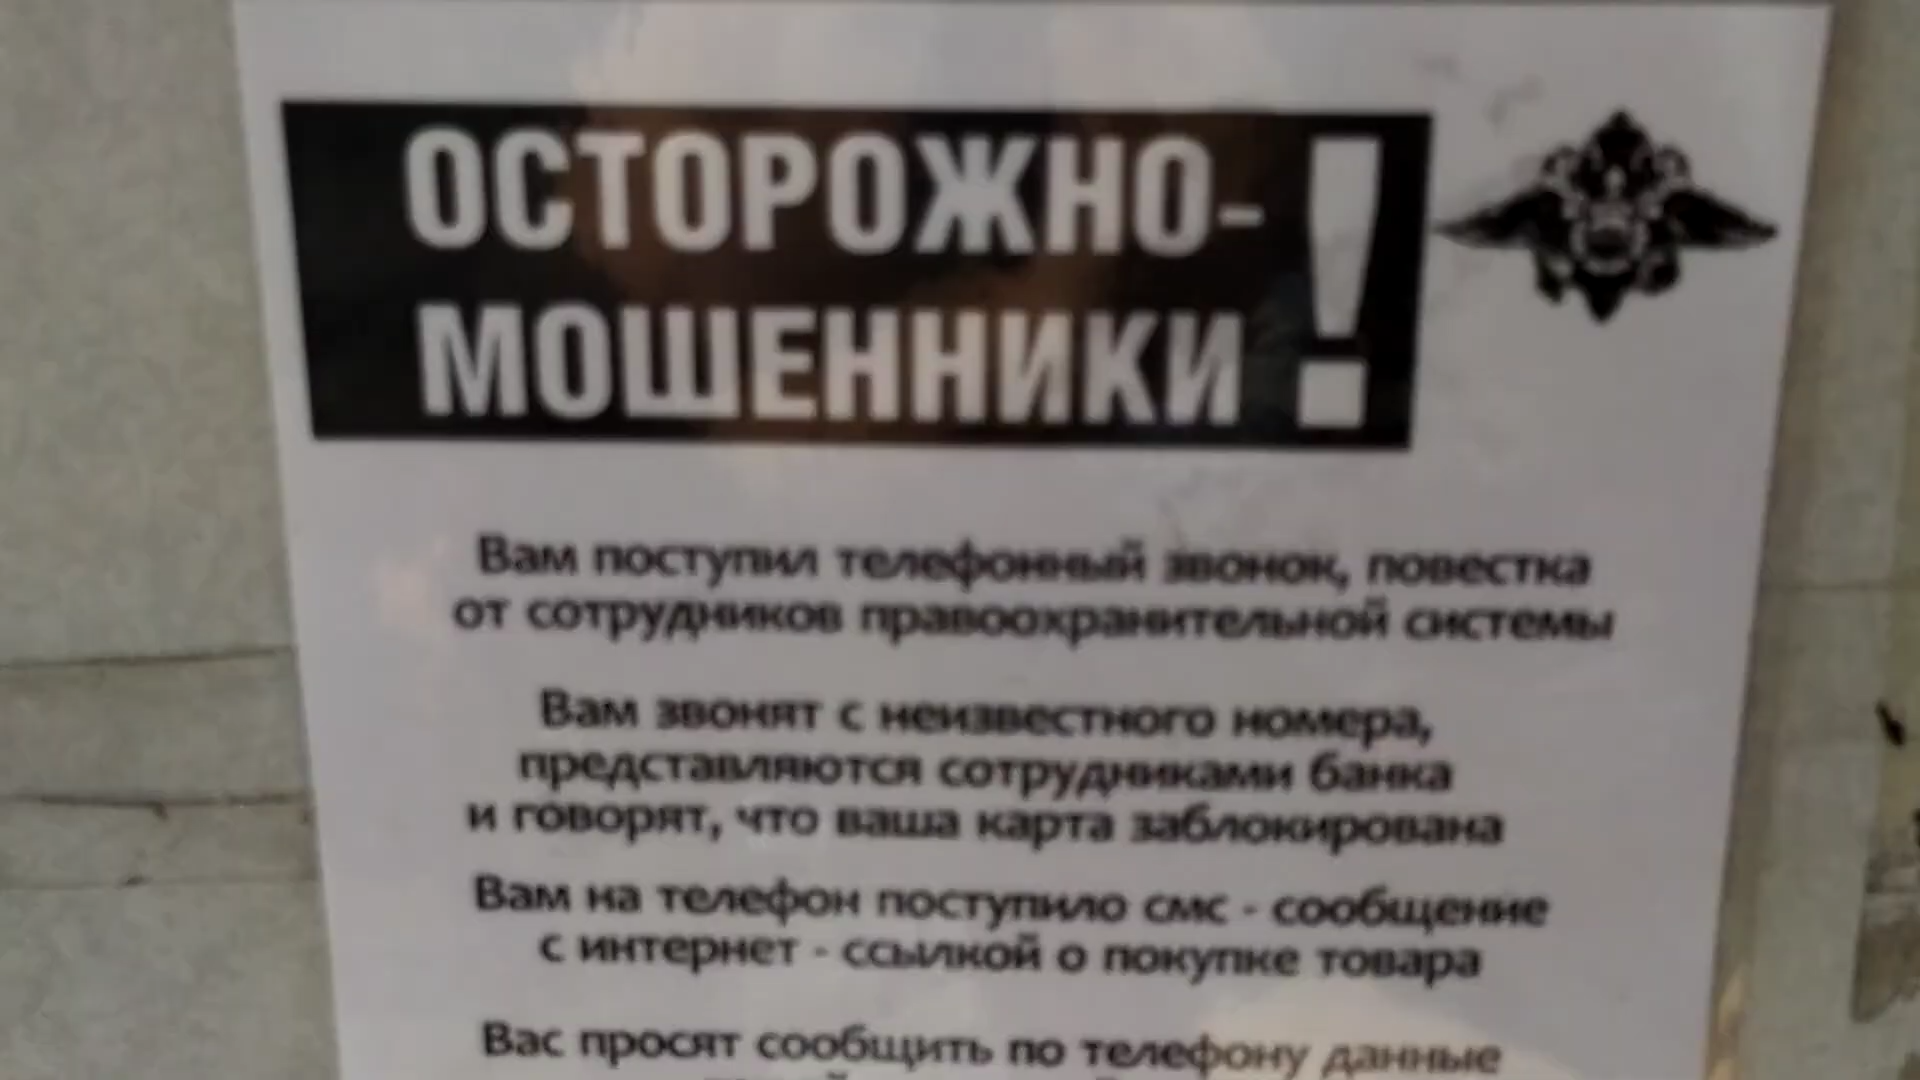 ОСТОРОЖНО-
МОШЕННИКИ!
Вам поступил телефонный звонок, повестка
от сотрудников правоохранительной системы
Вам звонят с неизвестного номера,
представляются сотрудниками банка
и говорят, что ваша карта заблокирована
Вам на телефон поступило смс - сообщение
с интернет - ссылкой о покупке товара
Вас просят сообщить по телефону данные